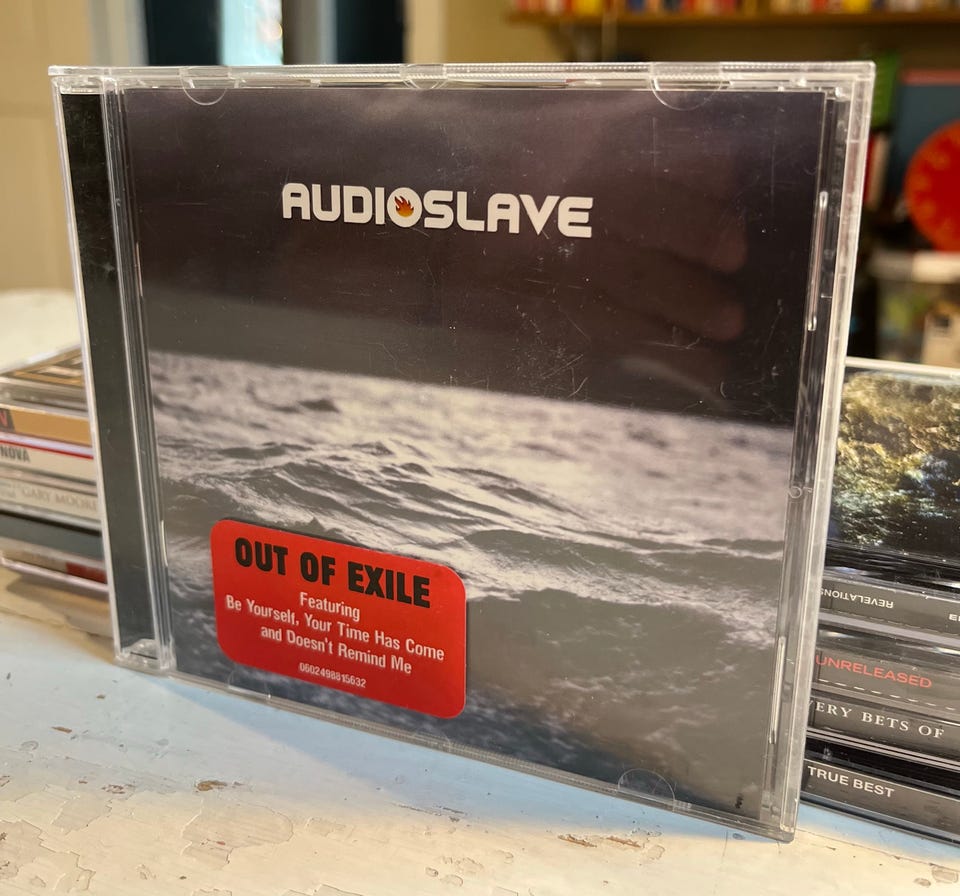 AUDIOSLAVE
OUT OF EXILE
Featuring
Be Yourself, Your Time Has Come
and Doesn't Remind Me
0602498815632
NOVA
GARY MOORE
REVELATIONS
UNRELEASED
VERY BETS OF
TRUE BEST